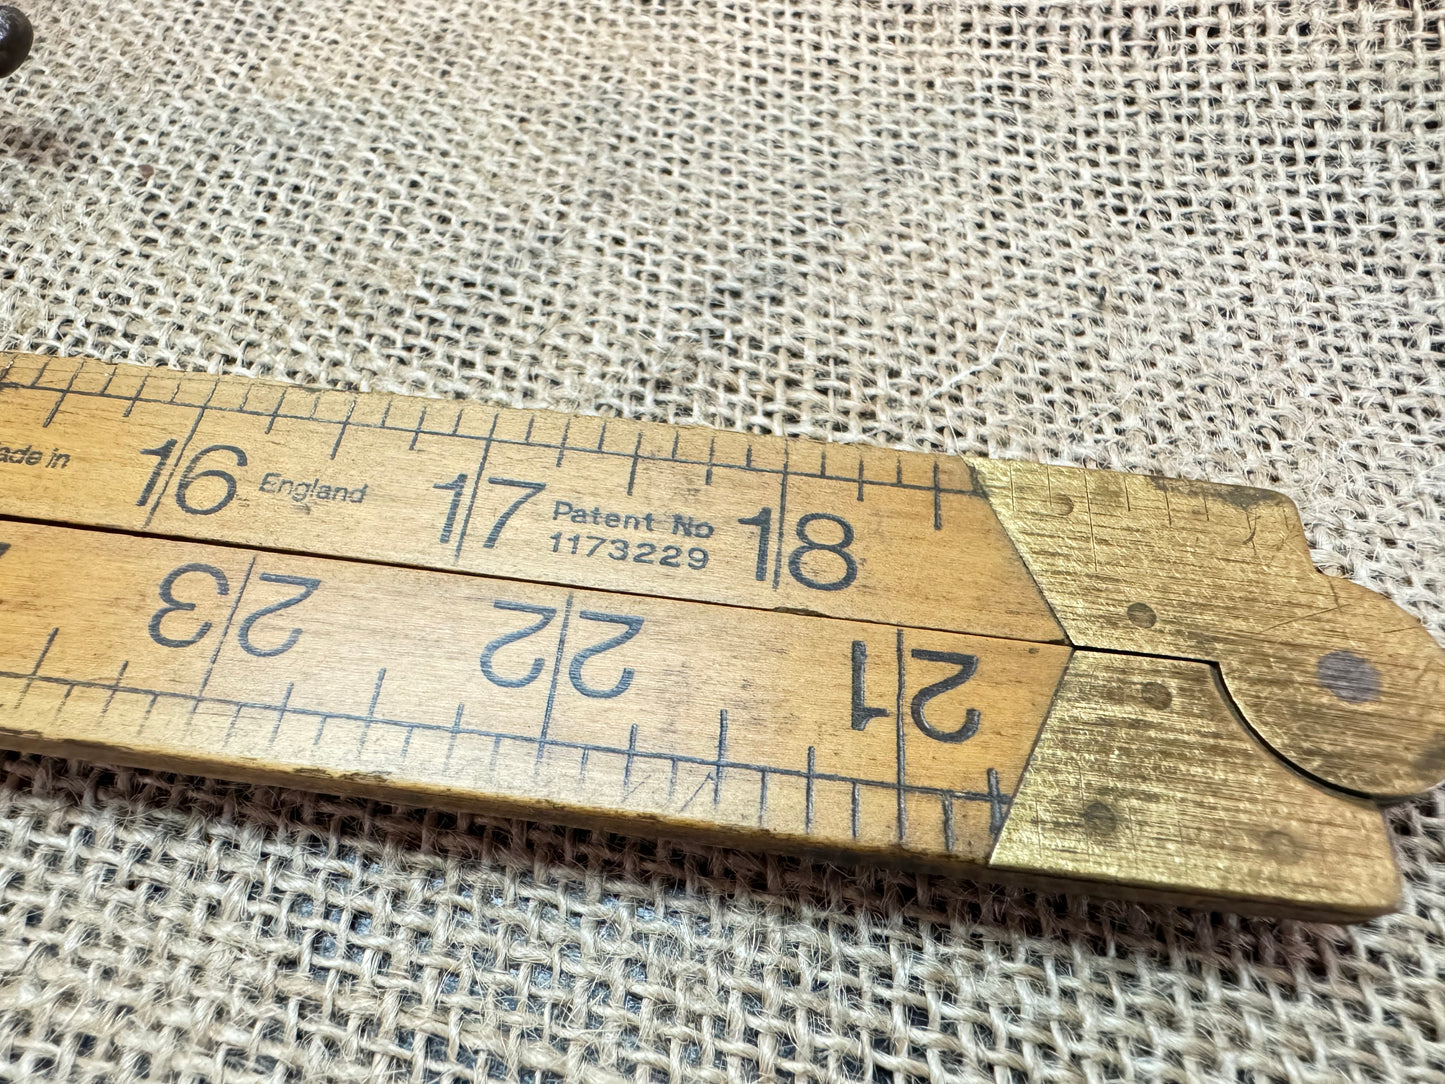 ade in 16 England 17 Patent No 18
1173229
23 22 21